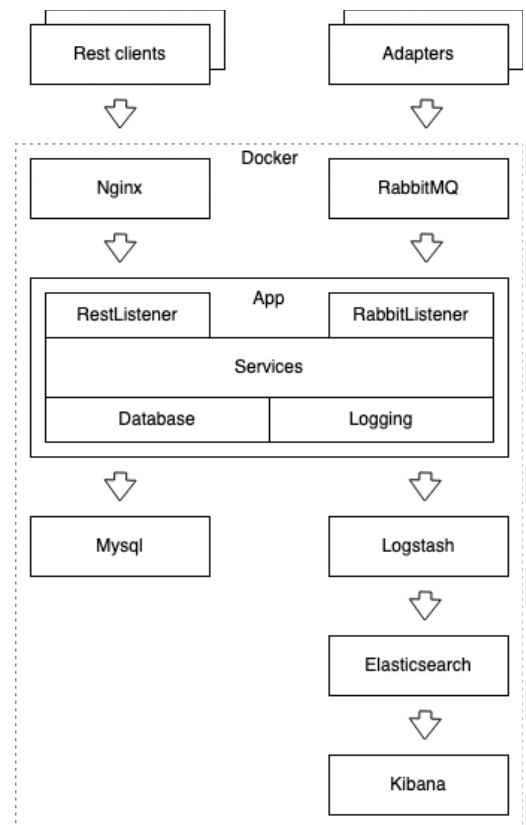 Rest clients
Adapters
Docker
Nginx
RabbitMQ
App
RestListener
RabbitListener
Services
Database
Logging
Mysql
Logstash
Elasticsearch
Kibana